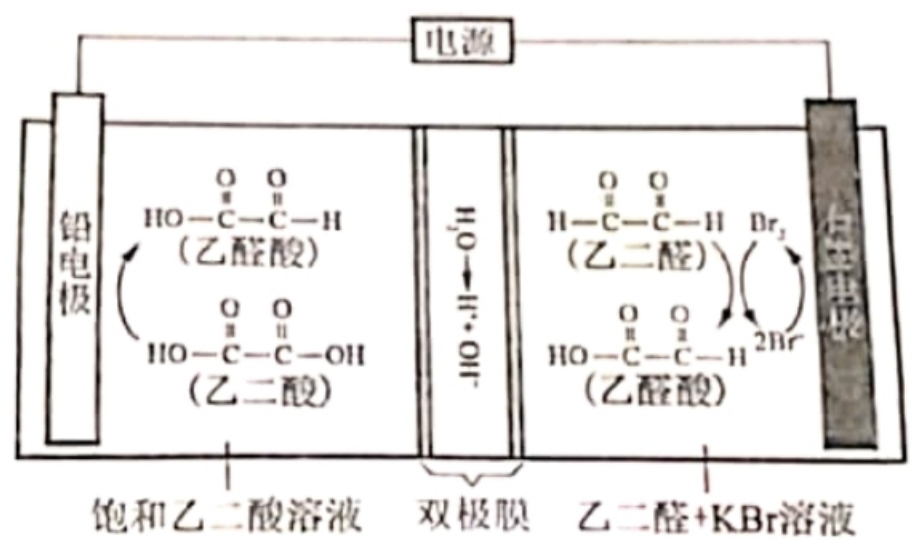 电源
铅电极
O O
HO—C—C—H
(乙醛酸)
O O
HO—C—C—OH
(乙二酸)
H₂O→H⁺+OH⁻
O O
H—C—C—H
(乙二醛)
Br₂
O O
HO—C—C—H
(乙醛酸)
2Br⁻
电极
饱和乙二酸溶液
双极膜
乙二醛+KBr溶液